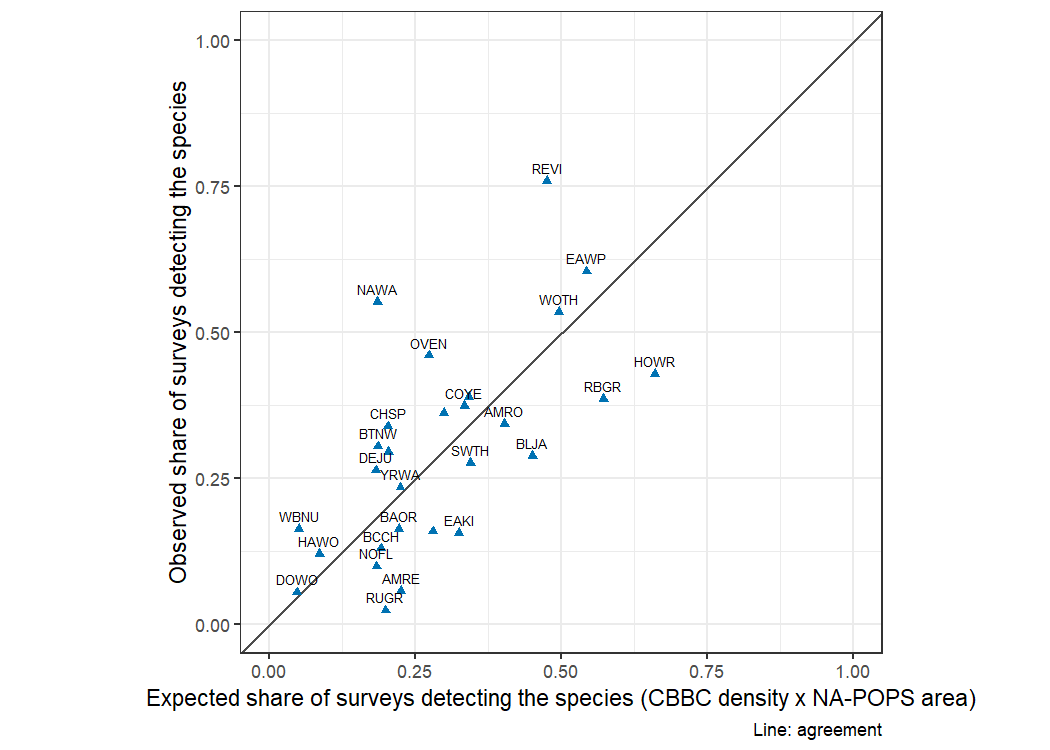 1.00
0.75
0.50
0.25
0.00
Observed share of surveys detecting the species
REVI
EAWP
NAWA
WOTH
OVEN
HOWR
RBGR
COYE
CHSP
AMRO
BTNW
BLJA
DEJU
SWTH
YRWA
WBNU
BAOR
EAKI
HAWO
BCCH
NOFL
DOWO
AMRE
RUGR
0.00
0.25
0.50
0.75
1.00
Expected share of surveys detecting the species (CBBC density x NA-POPS area)
Line: agreement